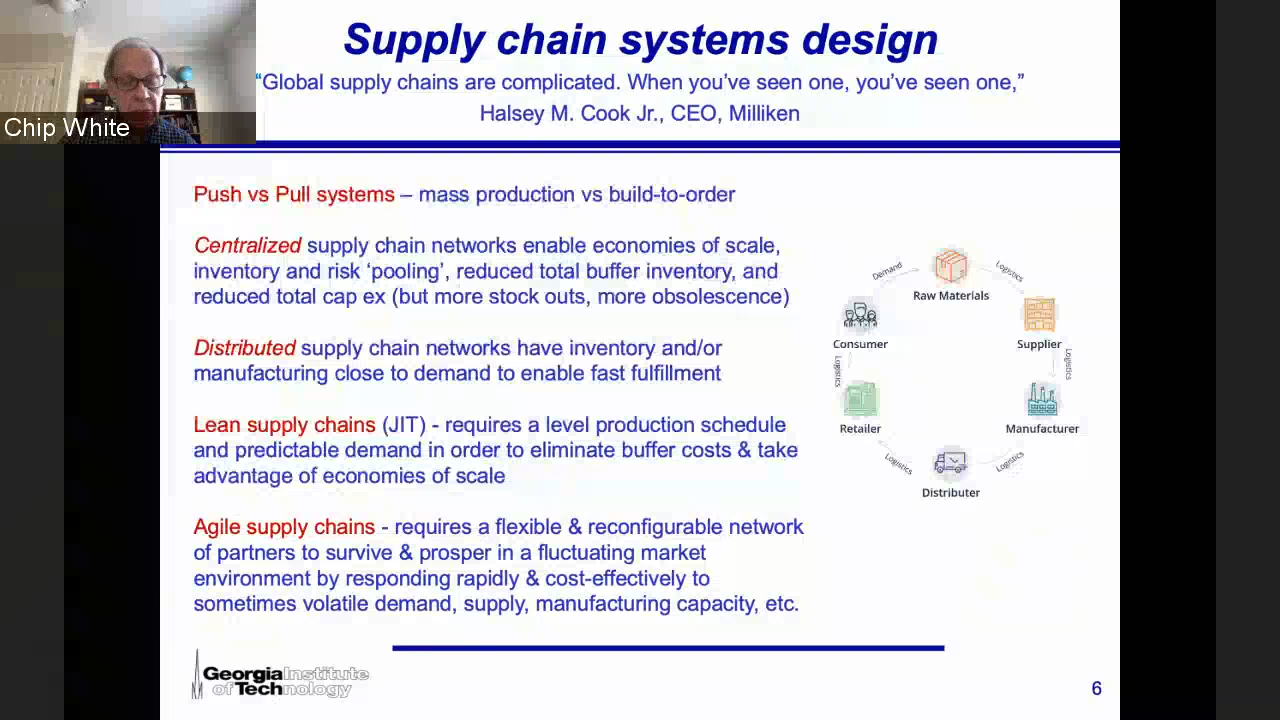 Supply chain systems design
“Global supply chains are complicated. When you’ve seen one, you’ve seen one,”
Halsey M. Cook Jr., CEO, Milliken
Chip White
Push vs Pull systems – mass production vs build-to-order
Centralized supply chain networks enable economies of scale,
inventory and risk ‘pooling’, reduced total buffer inventory, and
reduced total cap ex (but more stock outs, more obsolescence)
Distributed supply chain networks have inventory and/or
manufacturing close to demand to enable fast fulfillment
Lean supply chains (JIT) - requires a level production schedule
and predictable demand in order to eliminate buffer costs & take
advantage of economies of scale
Agile supply chains - requires a flexible & reconfigurable network
of partners to survive & prosper in a fluctuating market
environment by responding rapidly & cost-effectively to
sometimes volatile demand, supply, manufacturing capacity, etc.
Demand
Raw Materials
Logistics
Supplier
Logistics
Manufacturer
Logistics
Distributer
Logistics
Retailer
Logistics
Consumer
Georgia Institute
of Technology
6